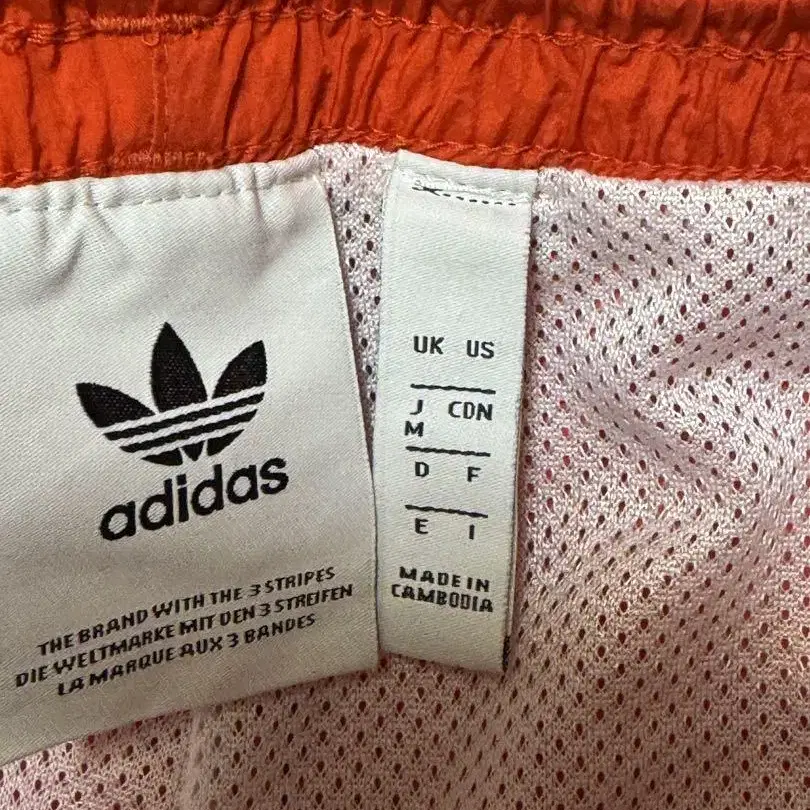 adidas
THE BRAND WITH THE 3 STRIPES
DIE WELTMARKE MIT DEN 3 STREIFEN
LA MARQUE AUX 3 BANDES
UK US
J CDN
M
D F
E I
MADE IN
CAMBODIA